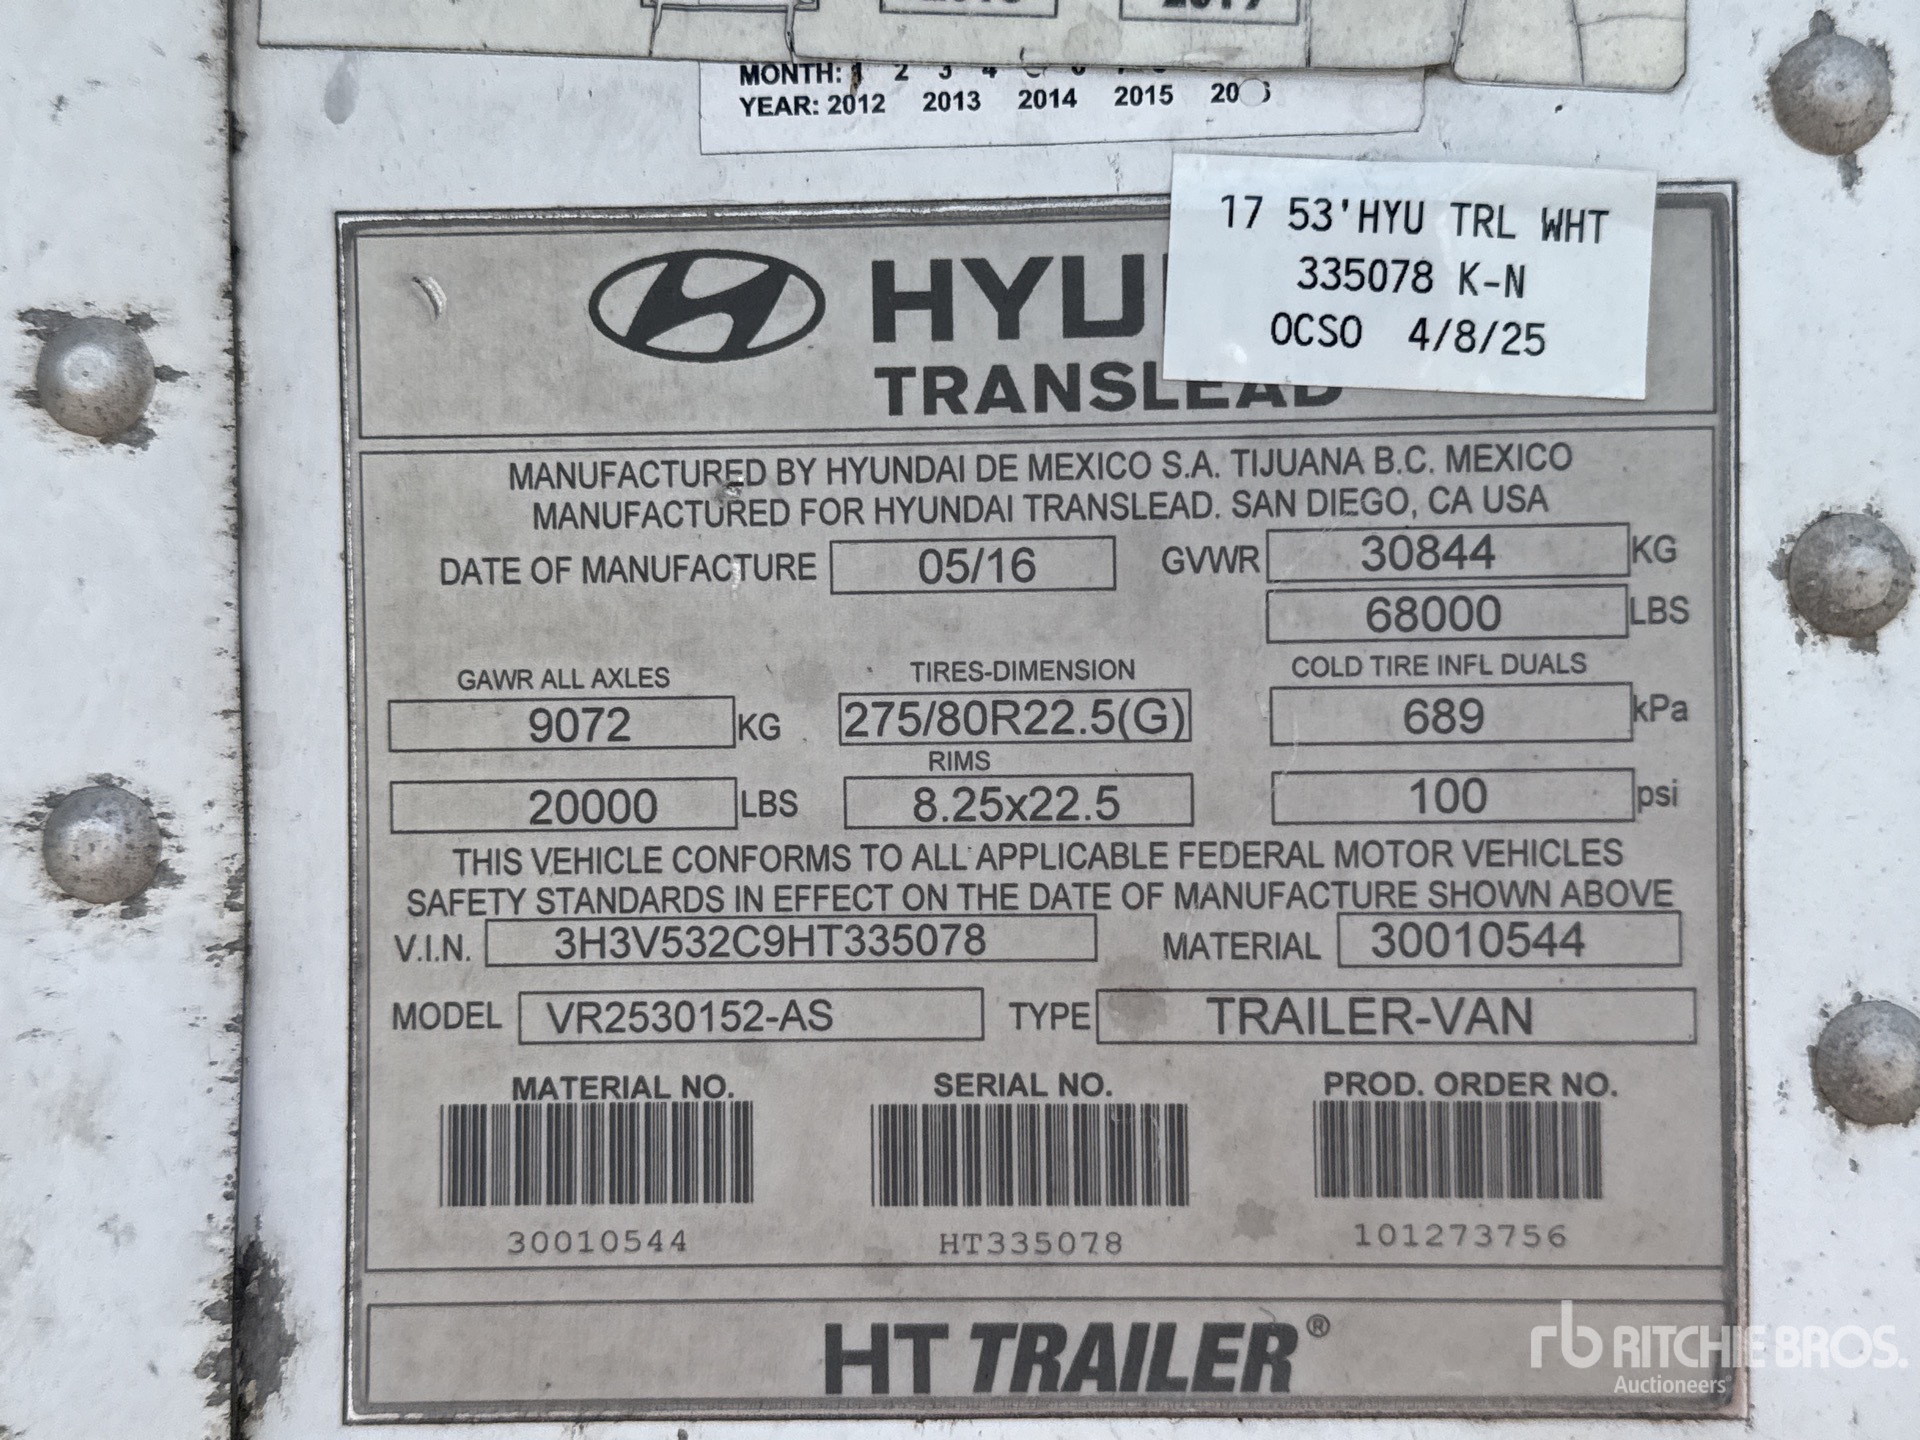 MONTH: 1 2 3 4
YEAR: 2012 2013 2014 2015
17 53'HYU TRL WHT
335078 K-N
OCSO 4/8/25
HYU
TRANSLEAD
MANUFACTURED BY HYUNDAI DE MEXICO S.A. TIJUANA B.C. MEXICO
MANUFACTURED FOR HYUNDAI TRANSLEAD. SAN DIEGO, CA USA
DATE OF MANUFACTURE 05/16 GVWR 30844 KG
68000 LBS
GAWR ALL AXLES TIRES-DIMENSION COLD TIRE INFL DUALS
9072 KG 275/80R22.5(G) 689 kPa
RIMS
20000 LBS 8.25x22.5 100 psi
THIS VEHICLE CONFORMS TO ALL APPLICABLE FEDERAL MOTOR VEHICLES
SAFETY STANDARDS IN EFFECT ON THE DATE OF MANUFACTURE SHOWN ABOVE
V.I.N. 3H3V532C9HT335078 MATERIAL 30010544
MODEL VR2530152-AS TYPE TRAILER-VAN
MATERIAL NO. SERIAL NO. PROD. ORDER NO.
30010544 HT335078 101273756
HT TRAILER®
rb RITCHIE BROS.
Auctioneers